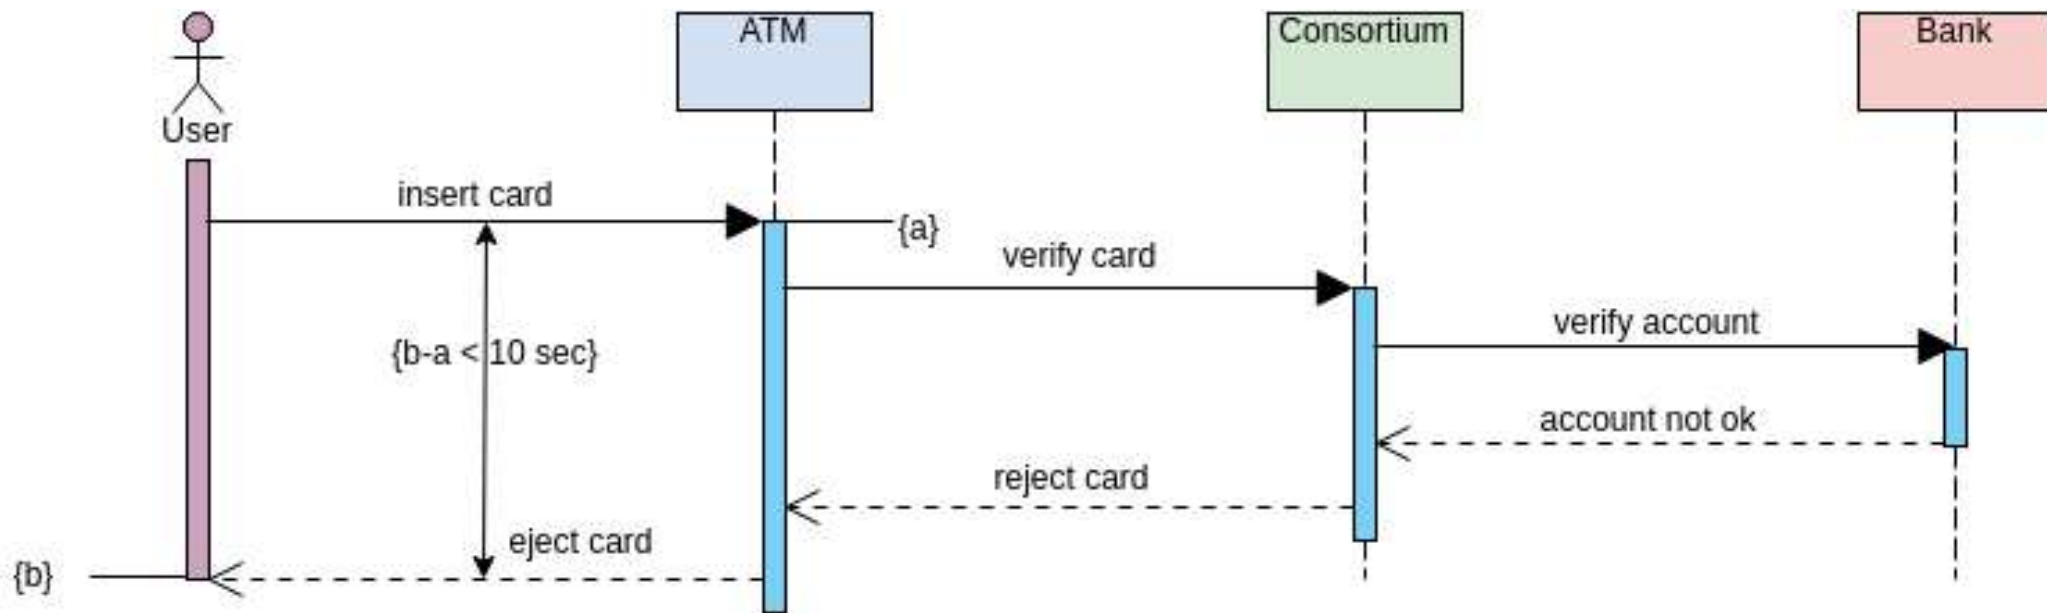 ATM
Consortium
Bank
User
insert card
{a}
verify card
verify account
{b-a < 10 sec}
account not ok
reject card
eject card
{b}